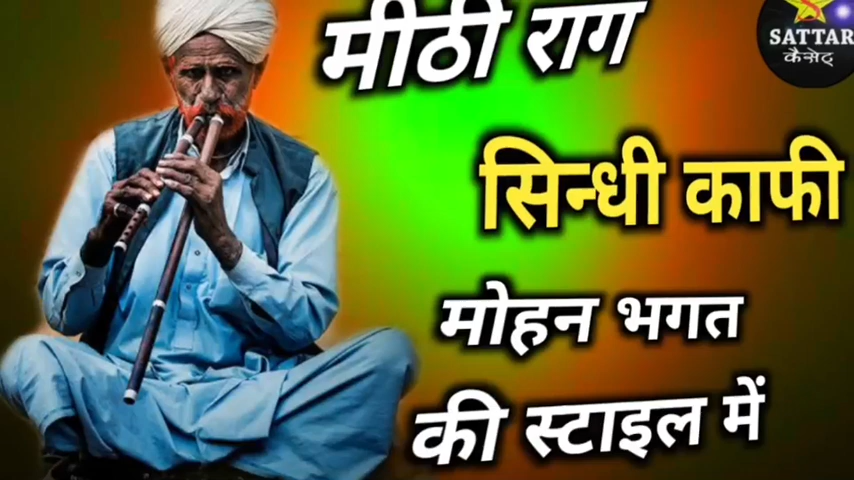 मीठी राग
SATTAR
कैसेट्
सिन्धी काफी
मोहन भगत
की स्टाइल में